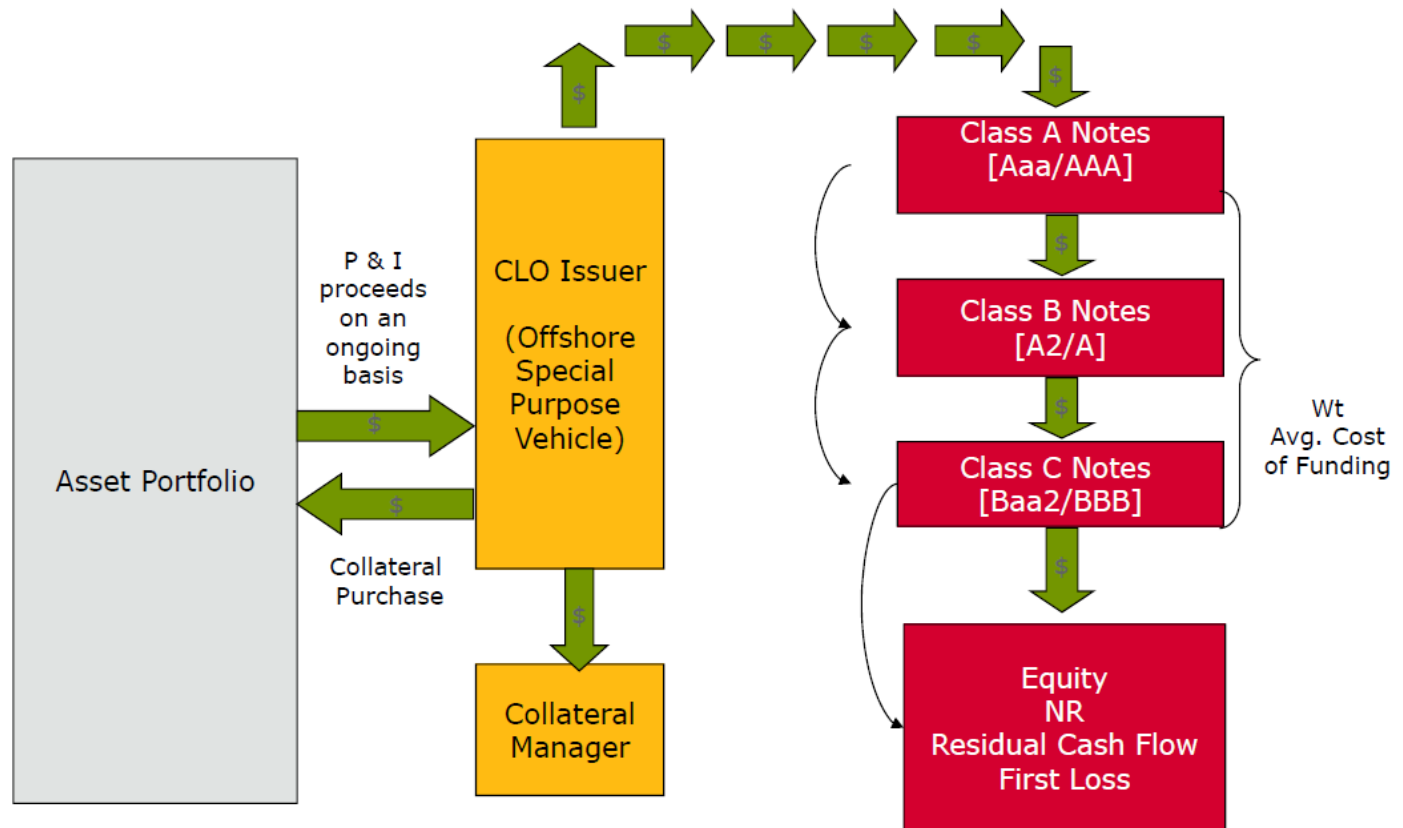 $ $ $ $
$
$
Class A Notes
[Aaa/AAA]
$
P & I
proceeds
on an
ongoing
basis
$
CLO Issuer
(Offshore
Special
Purpose
Vehicle)
Class B Notes
[A2/A]
$
Wt
Avg. Cost
of Funding
Asset Portfolio
$
Collateral
Purchase
Class C Notes
[Baa2/BBB]
$
$
Collateral
Manager
Equity
NR
Residual Cash Flow
First Loss